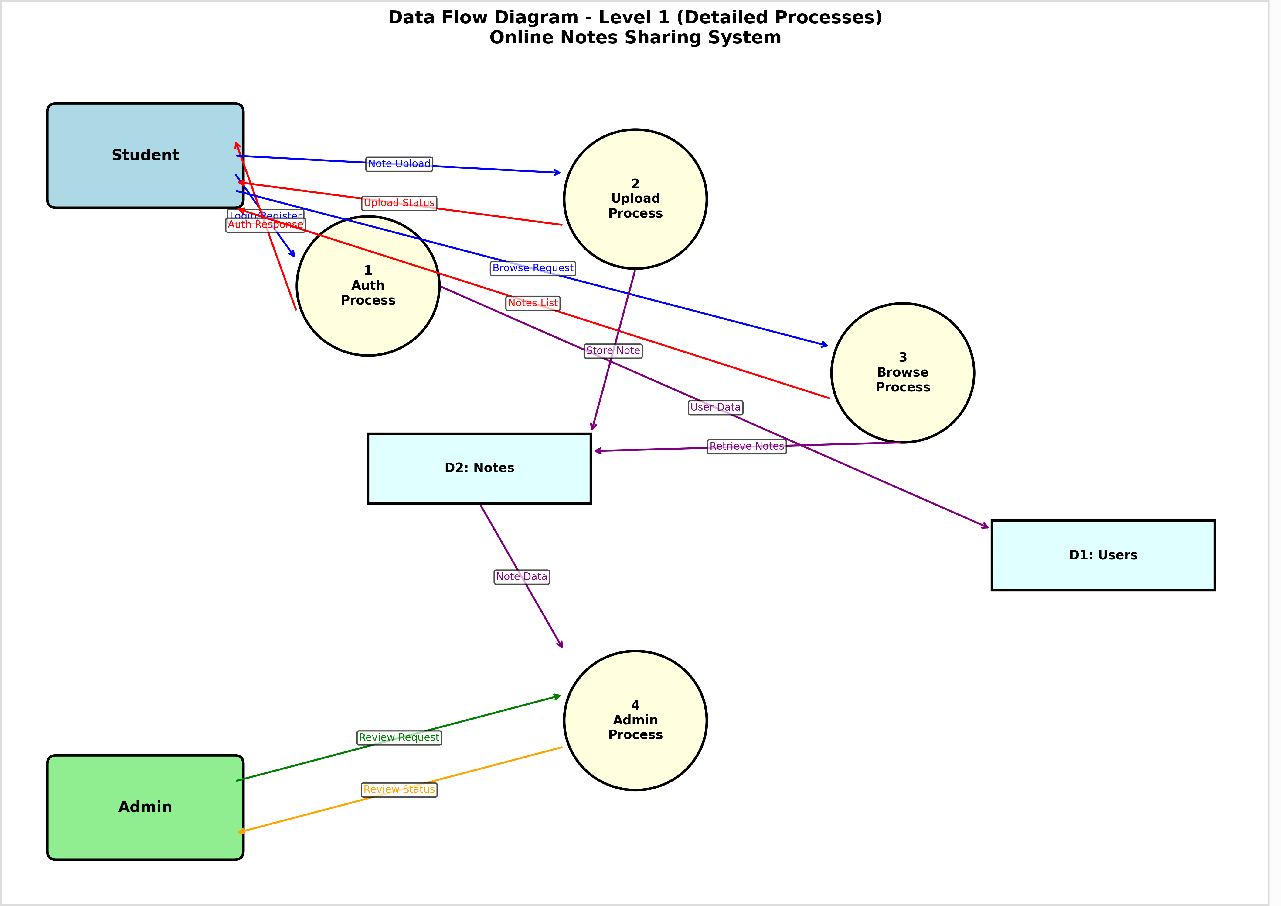 Data Flow Diagram - Level 1 (Detailed Processes)
Online Notes Sharing System
Student
Note Upload
2
Upload
Process
Upload Status
Login/Register
Auth Response
1
Auth
Process
Browse Request
Notes List
3
Browse
Process
Store Note
User Data
Retrieve Notes
D2: Notes
D1: Users
Note Data
4
Admin
Process
Review Request
Review Status
Admin